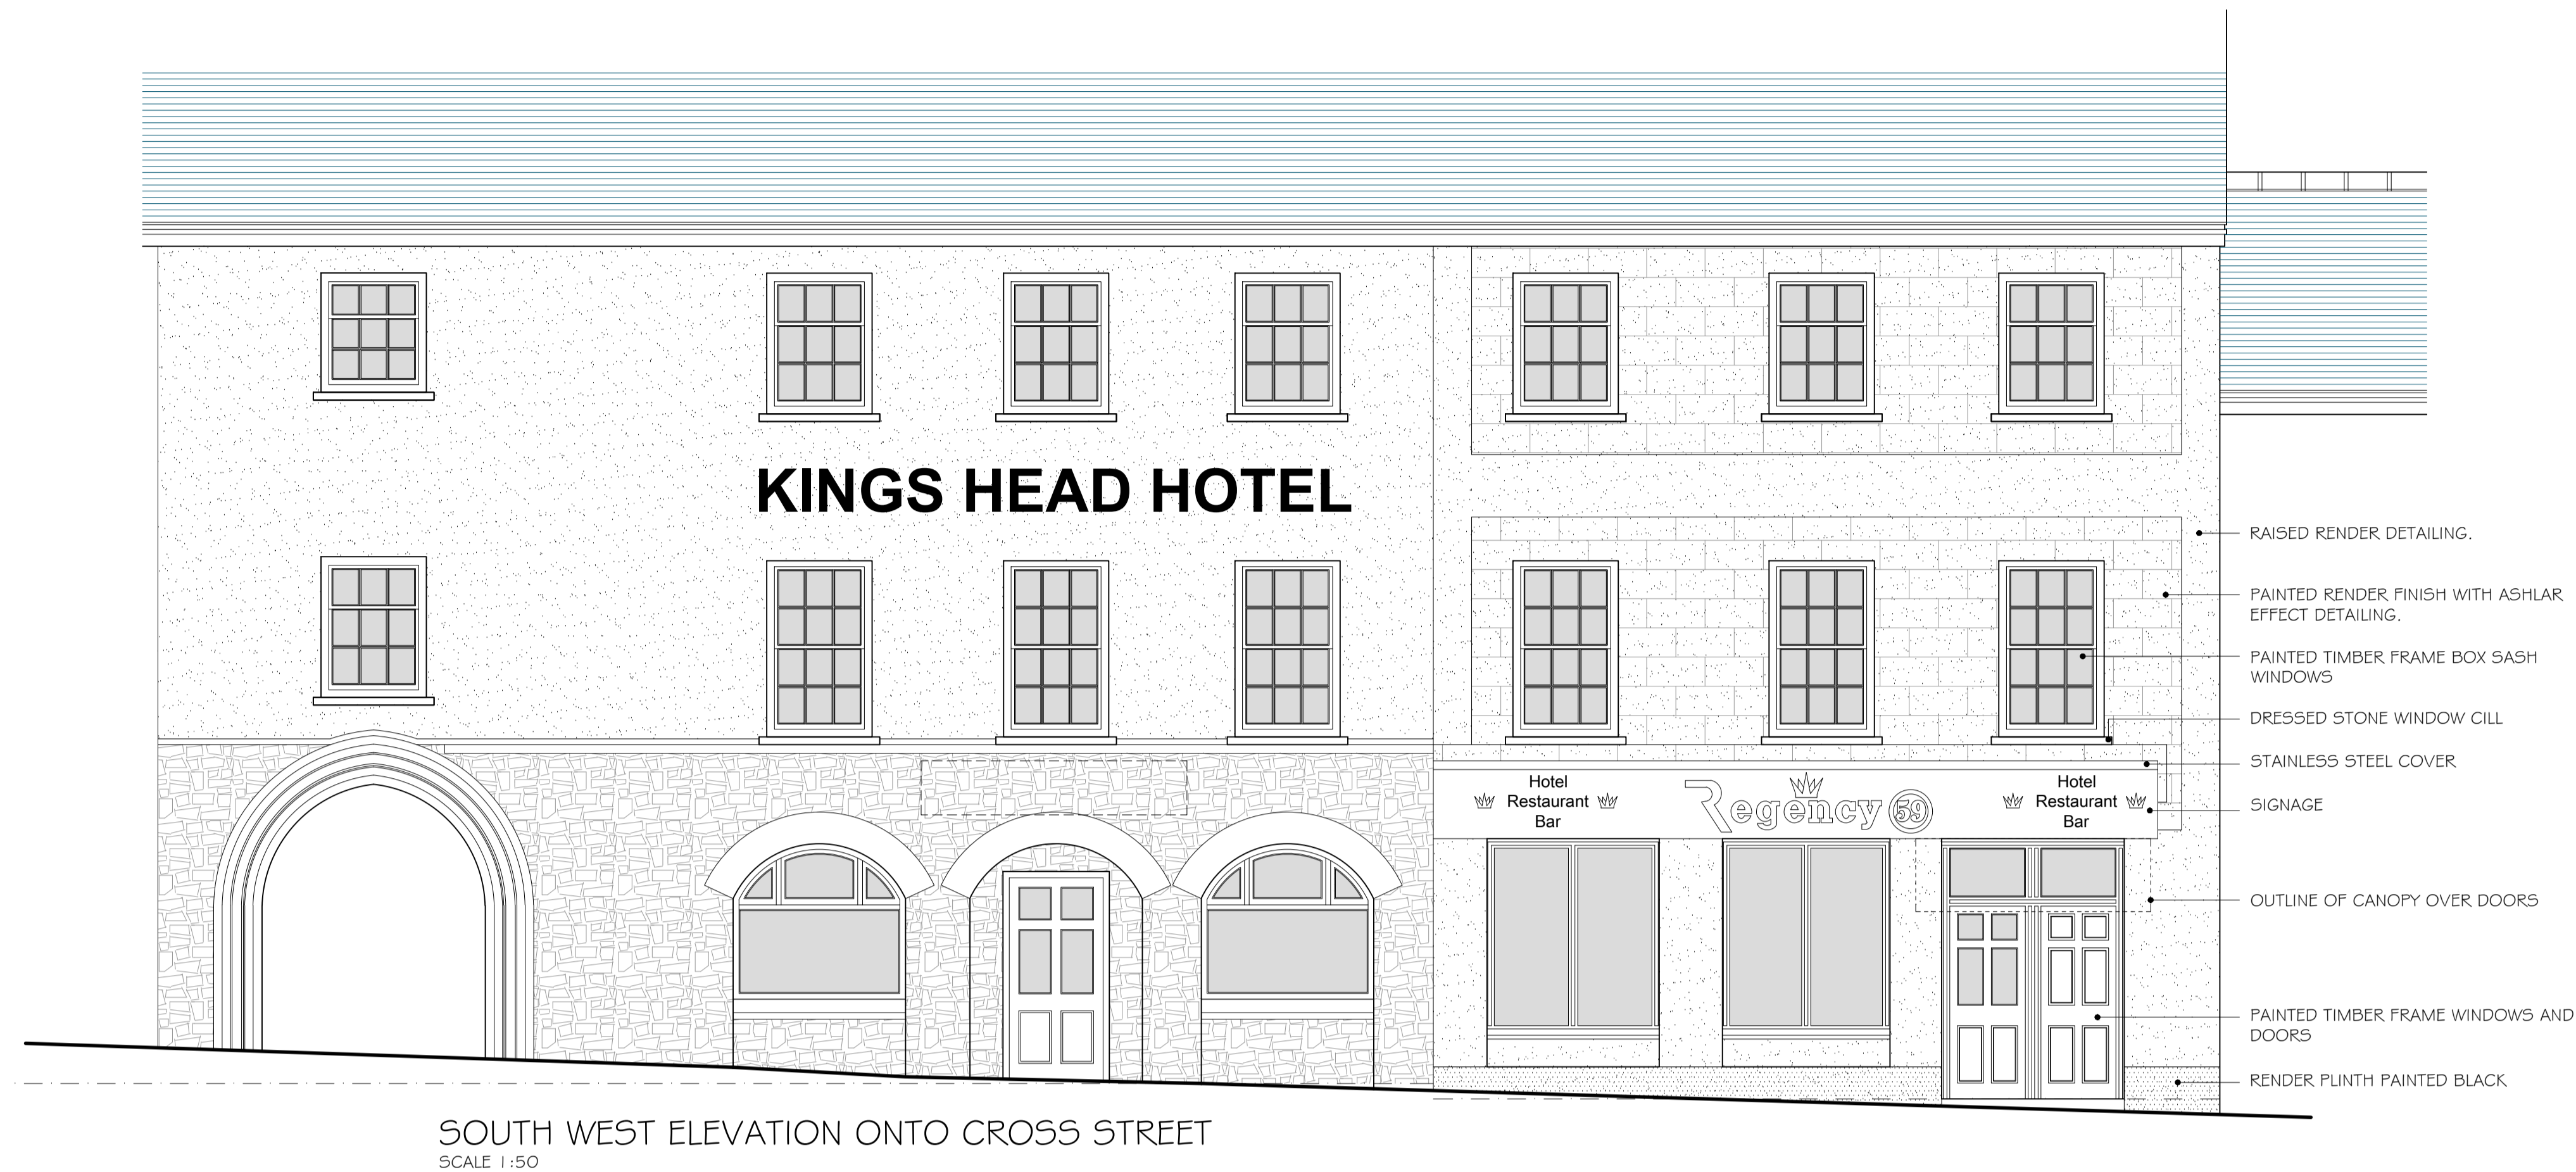 KINGS HEAD HOTEL
RAISED RENDER DETAILING.
PAINTED RENDER FINISH WITH ASHLAR
EFFECT DETAILING.
PAINTED TIMBER FRAME BOX SASH
WINDOWS
DRESSED STONE WINDOW CILL
STAINLESS STEEL COVER
SIGNAGE
Hotel
Restaurant
Bar
Regency 59
Hotel
Restaurant
Bar
OUTLINE OF CANOPY OVER DOORS
PAINTED TIMBER FRAME WINDOWS AND
DOORS
RENDER PLINTH PAINTED BLACK
SOUTH WEST ELEVATION ONTO CROSS STREET
SCALE 1:50